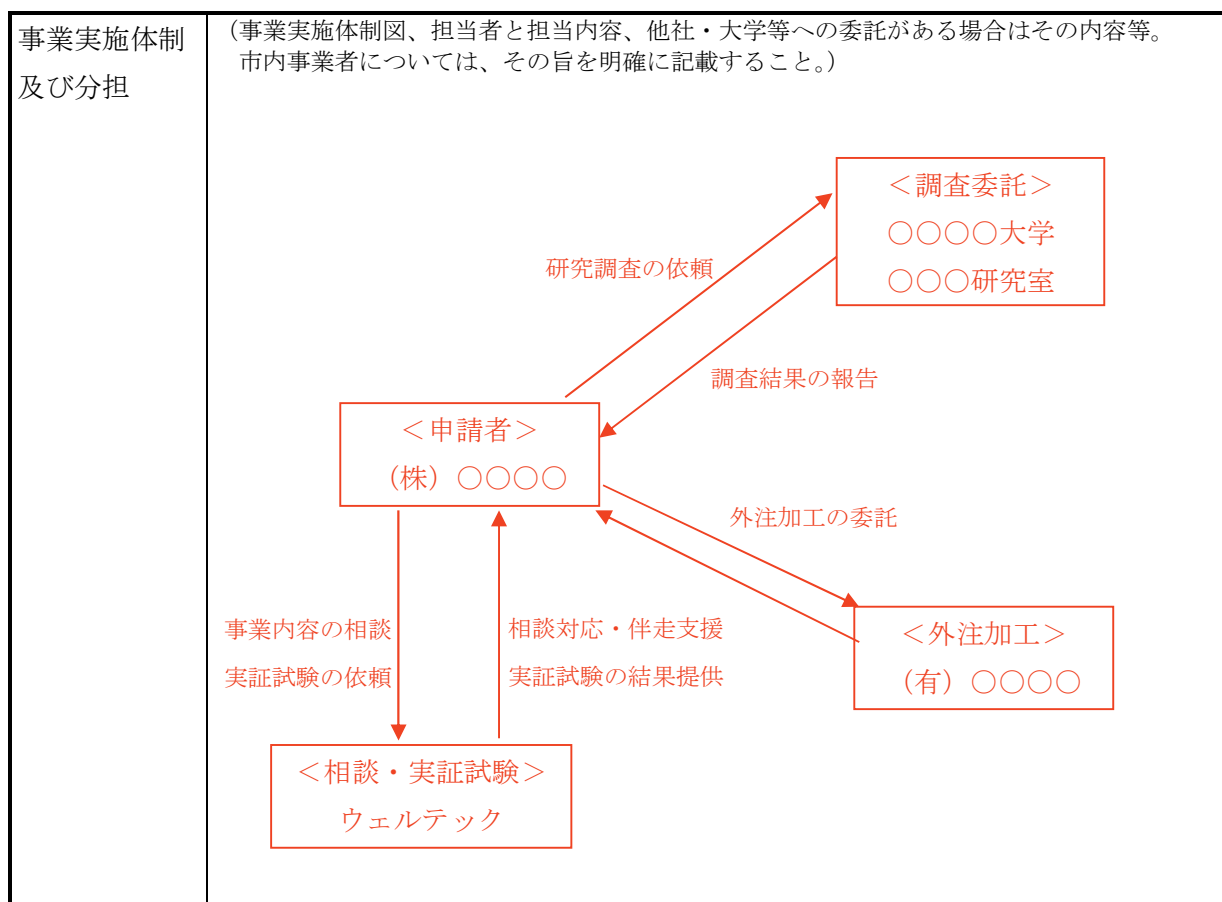 事業実施体制
及び分担
（事業実施体制図、担当者と担当内容、他社・大学等への委託がある場合はその内容等。
市内事業者については、その旨を明確に記載すること。）
＜調査委託＞
○○○○大学
○○○研究室
研究調査の依頼
調査結果の報告
＜申請者＞
（株）○○○○
外注加工の委託
＜外注加工＞
（有）○○○○
事業内容の相談
実証試験の依頼
相談対応・伴走支援
実証試験の結果提供
＜相談・実証試験＞
ウェルテック